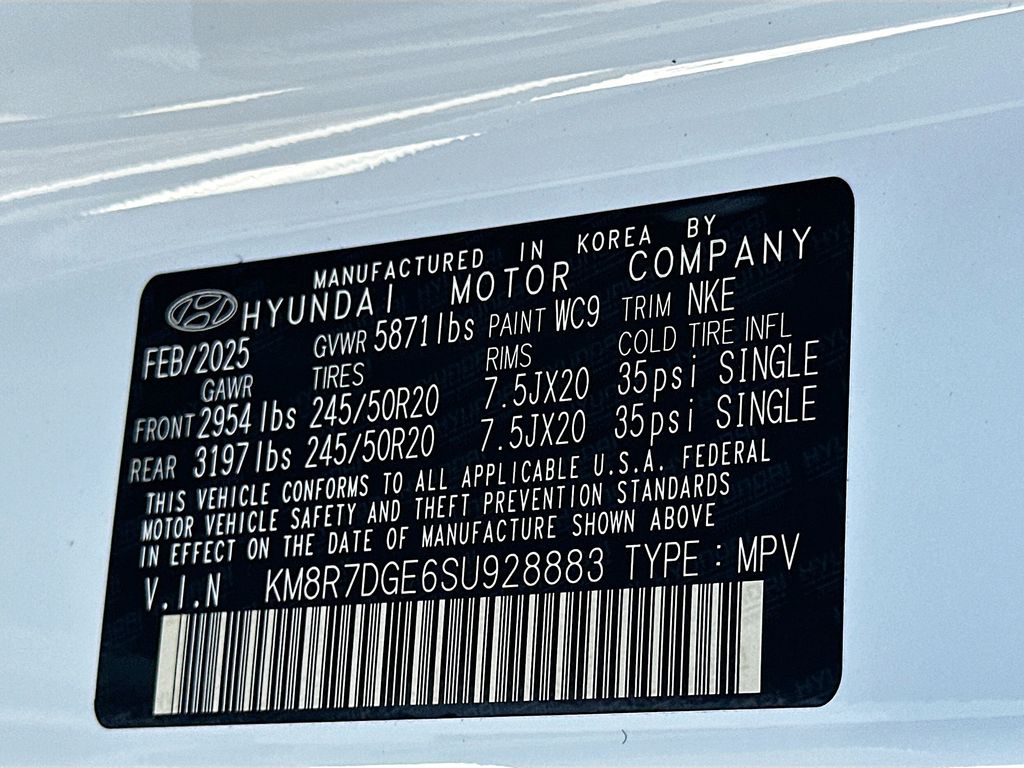 MANUFACTURED IN KOREA BY
HYUNDAI MOTOR COMPANY
FEB/2025 GVWR 5871lbs PAINT WC9 TRIM NKE
GAWR TIRES RIMS COLD TIRE INFL
FRONT 2954lbs 245/50R20 7.5JX20 35psi SINGLE
REAR 3197lbs 245/50R20 7.5JX20 35psi SINGLE
THIS VEHICLE CONFORMS TO ALL APPLICABLE U.S.A. FEDERAL
MOTOR VEHICLE SAFETY AND THEFT PREVENTION STANDARDS
IN EFFECT ON THE DATE OF MANUFACTURE SHOWN ABOVE
V.I.N KM8R7DGE6SU928883 TYPE : MPV